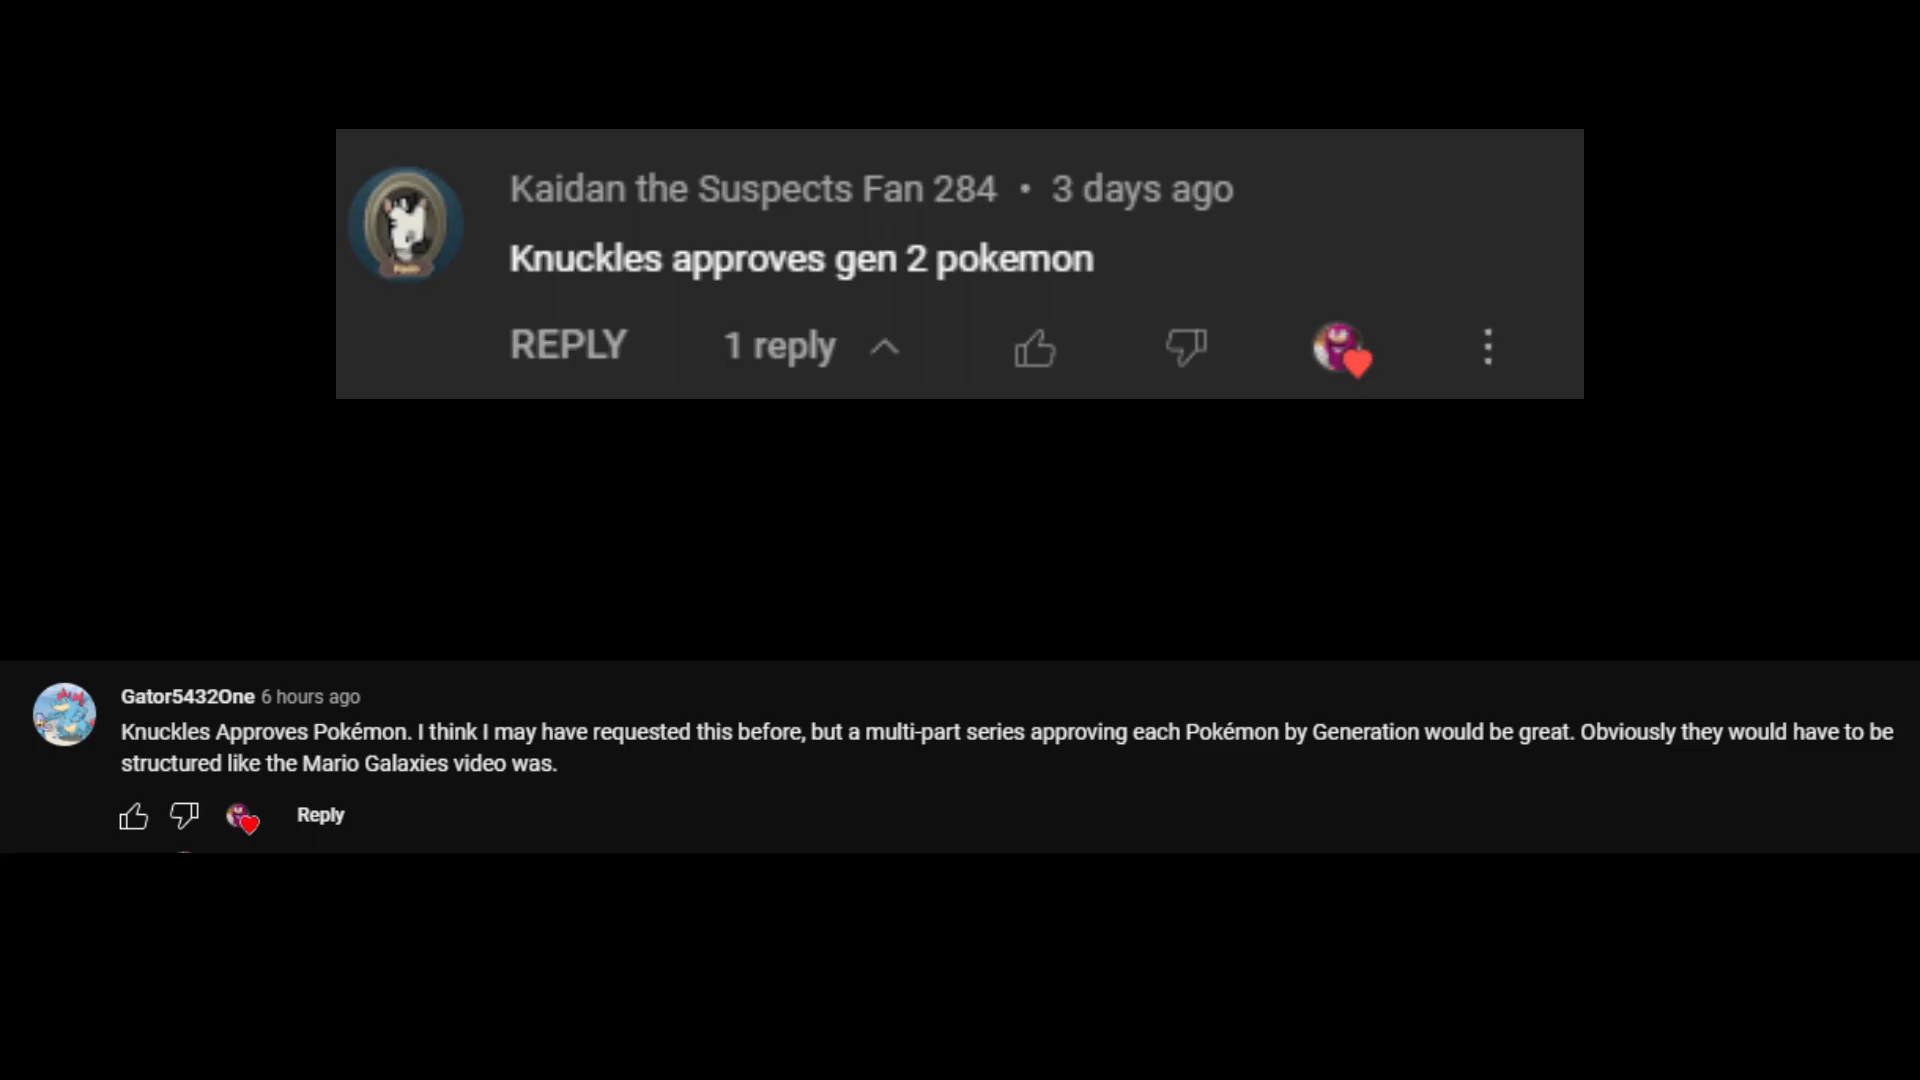 Kaidan the Suspects Fan 284 • 3 days ago
Knuckles approves gen 2 pokemon
REPLY 1 reply
Gator5432One 6 hours ago
Knuckles Approves Pokémon. I think I may have requested this before, but a multi-part series approving each Pokémon by Generation would be great. Obviously they would have to be
structured like the Mario Galaxies video was.
Reply